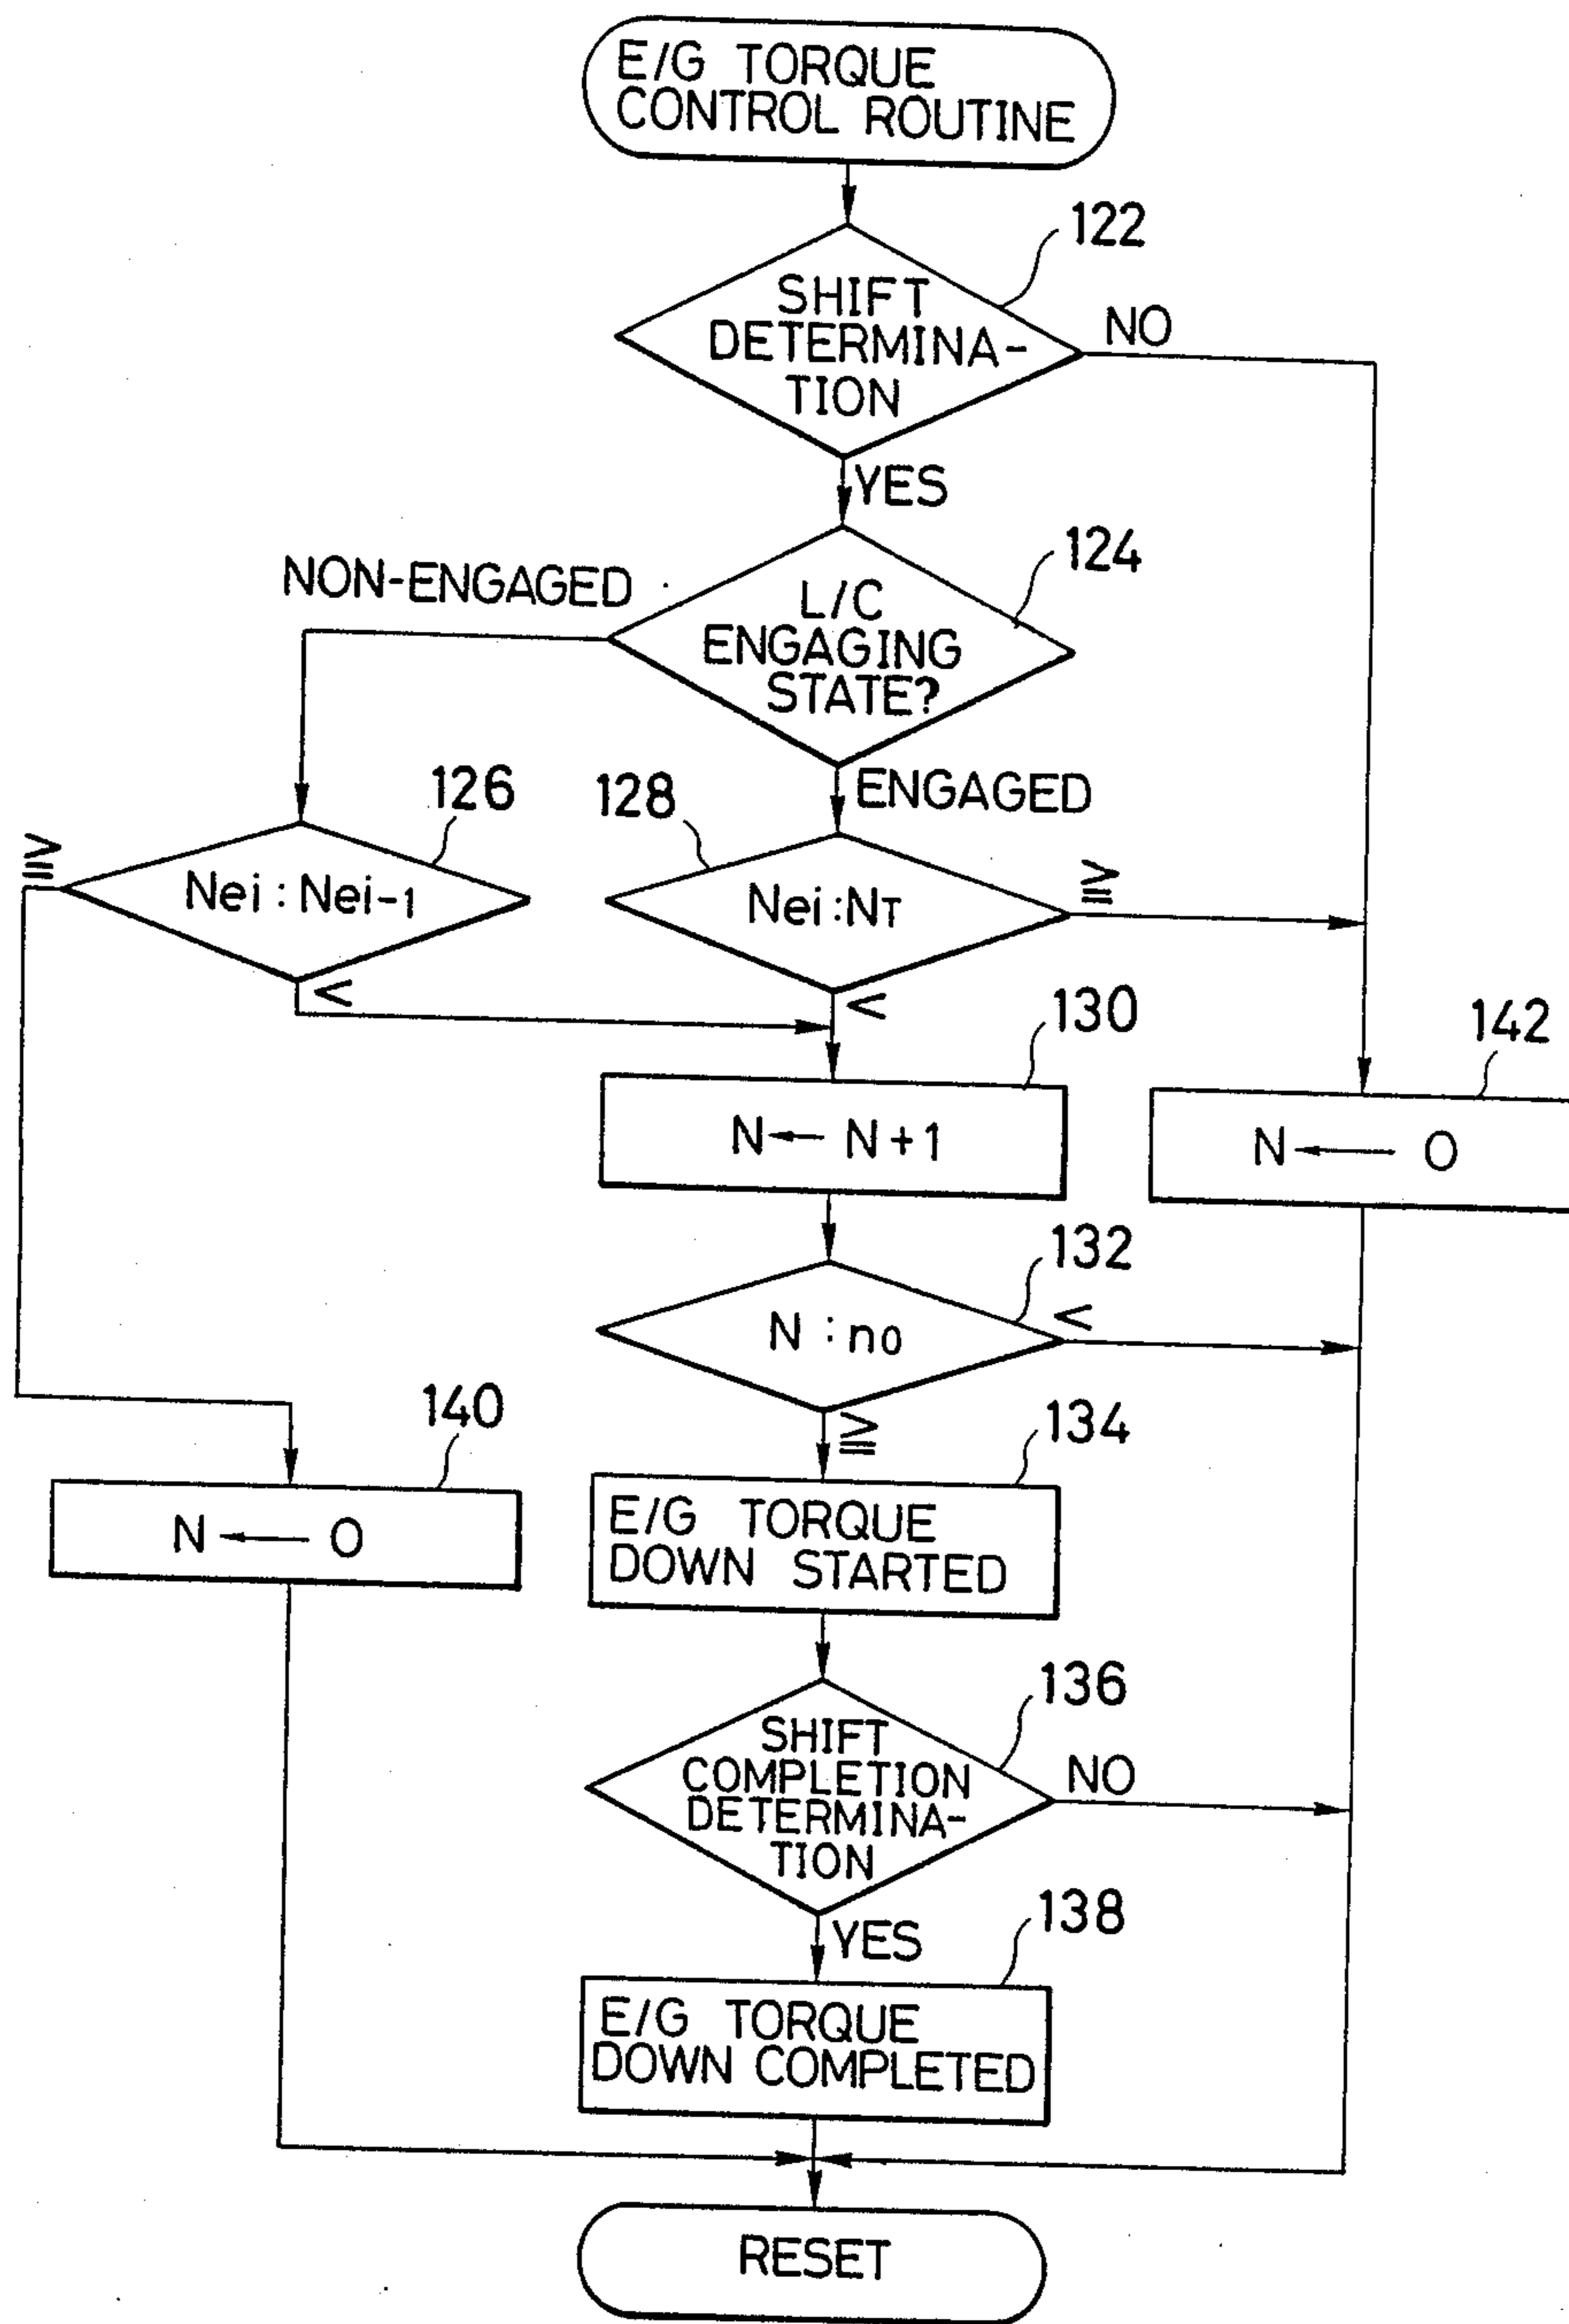 E/G TORQUE
CONTROL ROUTINE
122
SHIFT
DETERMINA-
TION
NO
YES
124
NON-ENGAGED
L/C
ENGAGING
STATE?
126
128
ENGAGED
≧
Nei : Nei-1
Nei : NT
≧
<
<
130
142
N ← N+1
N ← 0
132
N : no
<
140
≧
134
N ← 0
E/G TORQUE
DOWN STARTED
136
SHIFT
COMPLETION
DETERMINA-
TION
NO
138
YES
E/G TORQUE
DOWN COMPLETED
RESET